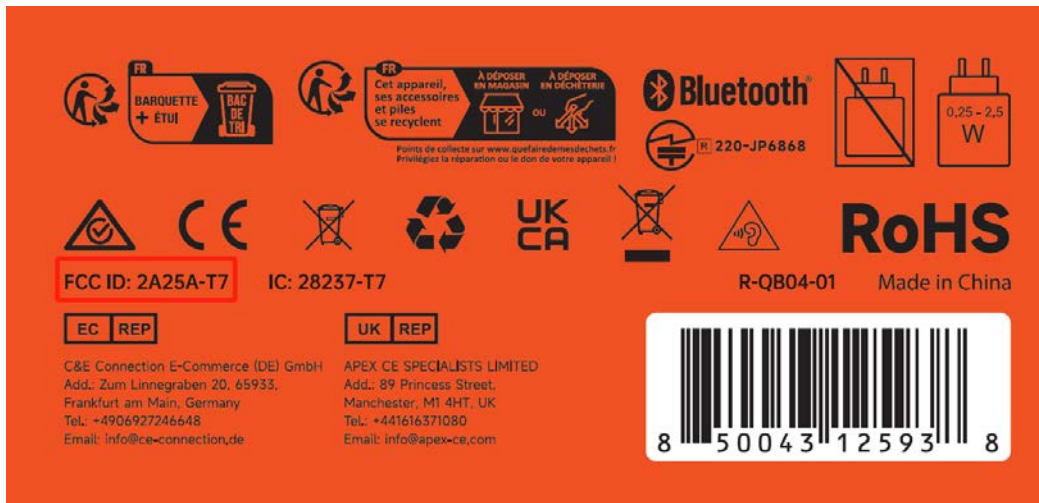 FR
BARQUETTE
+ ÉTUI
BAC
DE
TRI
FR
Cet appareil,
ses accessoires
et piles
se recyclent
À DÉPOSER
EN MAGASIN
OU
À DÉPOSER
EN DÉCHÈTERIE
Points de collecte sur www.quefairedemesdechets.fr
Privilégiez la réparation ou le don de votre appareil !
Bluetooth®
R 220-JP6868
0,25 - 2,5
W
CE
UK
CA
RoHS
FCC ID: 2A25A-T7
IC: 28237-T7
R-QB04-01
Made in China
EC REP
C&E Connection E-Commerce (DE) GmbH
Add.: Zum Linnegraben 20, 65933,
Frankfurt am Main, Germany
Tel.: +4906927246648
Email: info@ce-connection.de
UK REP
APEX CE SPECIALISTS LIMITED
Add.: 89 Princess Street,
Manchester, M1 4HT, UK
Tel.: +441616371080
Email: info@apex-ce.com
8 50043 12593 8